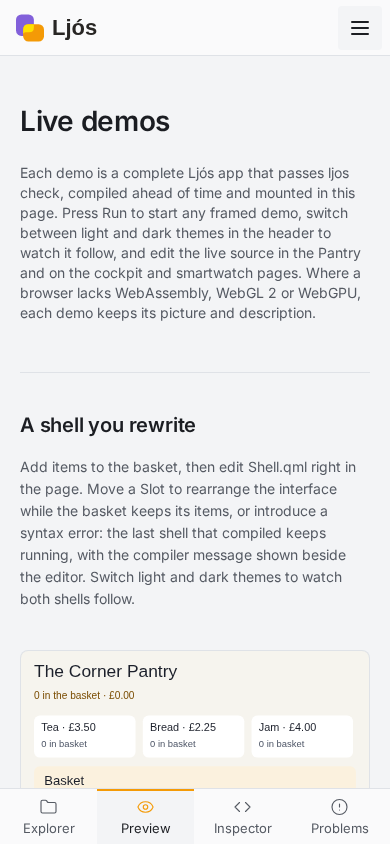 Ljós
Live demos
Each demo is a complete Ljós app that passes ljos
check, compiled ahead of time and mounted in this
page. Press Run to start any framed demo, switch
between light and dark themes in the header to
watch it follow, and edit the live source in the Pantry
and on the cockpit and smartwatch pages. Where a
browser lacks WebAssembly, WebGL 2 or WebGPU,
each demo keeps its picture and description.
A shell you rewrite
Add items to the basket, then edit Shell.qml right in
the page. Move a Slot to rearrange the interface
while the basket keeps its items, or introduce a
syntax error: the last shell that compiled keeps
running, with the compiler message shown beside
the editor. Switch light and dark themes to watch
both shells follow.
The Corner Pantry
0 in the basket · £0.00
Tea · £3.50 Bread · £2.25 Jam · £4.00
0 in basket 0 in basket 0 in basket
Basket
Explorer Preview Inspector Problems